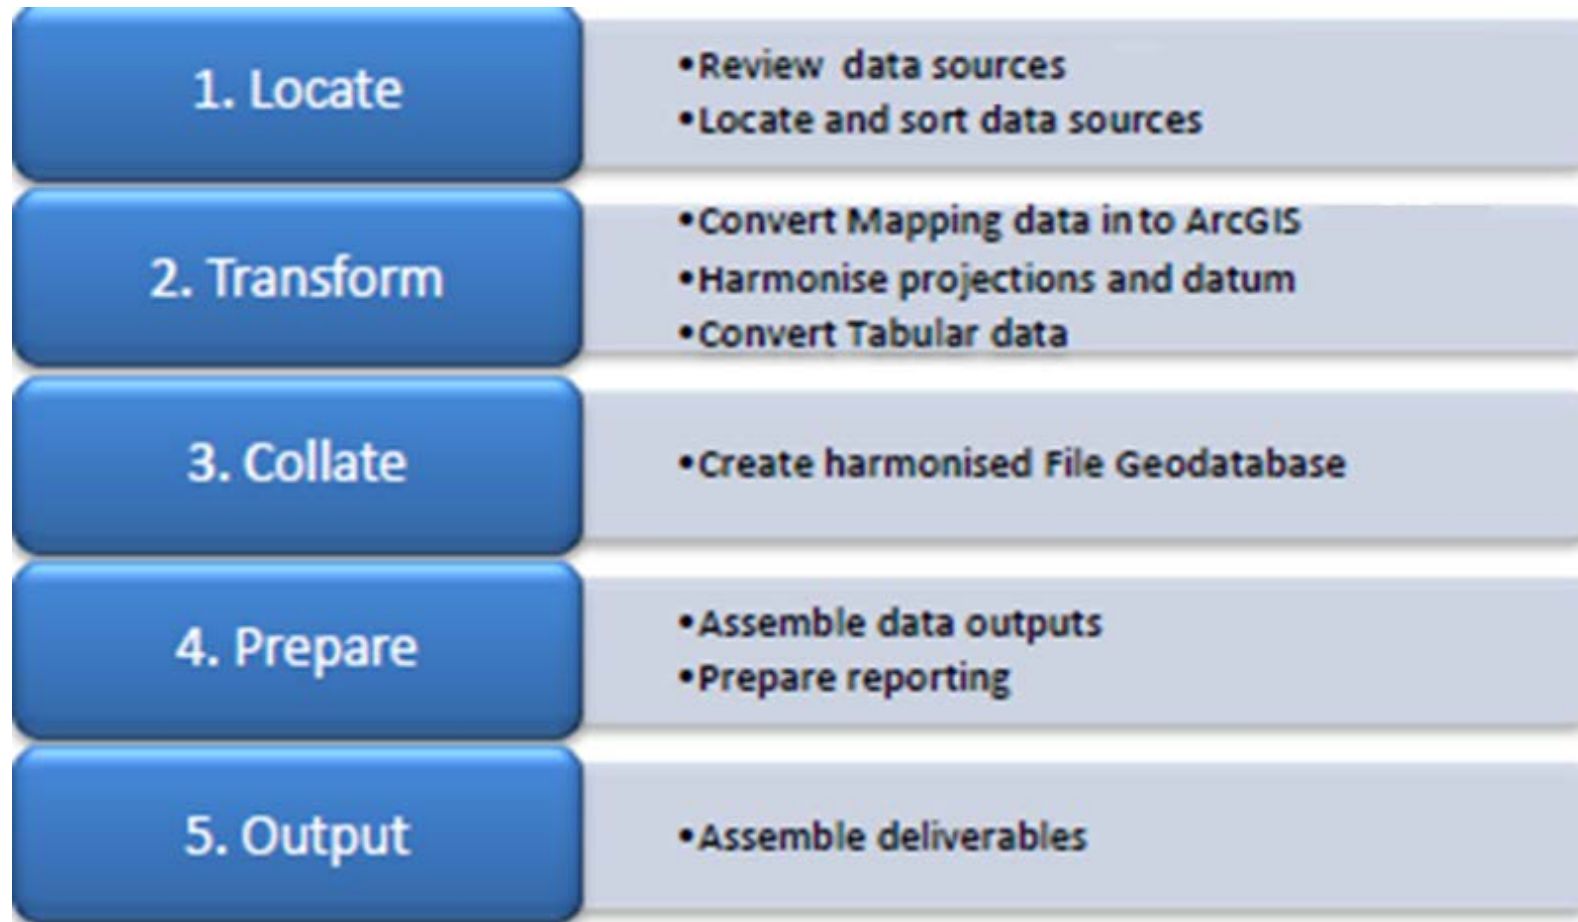 1. Locate
•Review data sources
•Locate and sort data sources
2. Transform
•Convert Mapping data in to ArcGIS
•Harmonise projections and datum
•Convert Tabular data
3. Collate
•Create harmonised File Geodatabase
4. Prepare
•Assemble data outputs
•Prepare reporting
5. Output
•Assemble deliverables